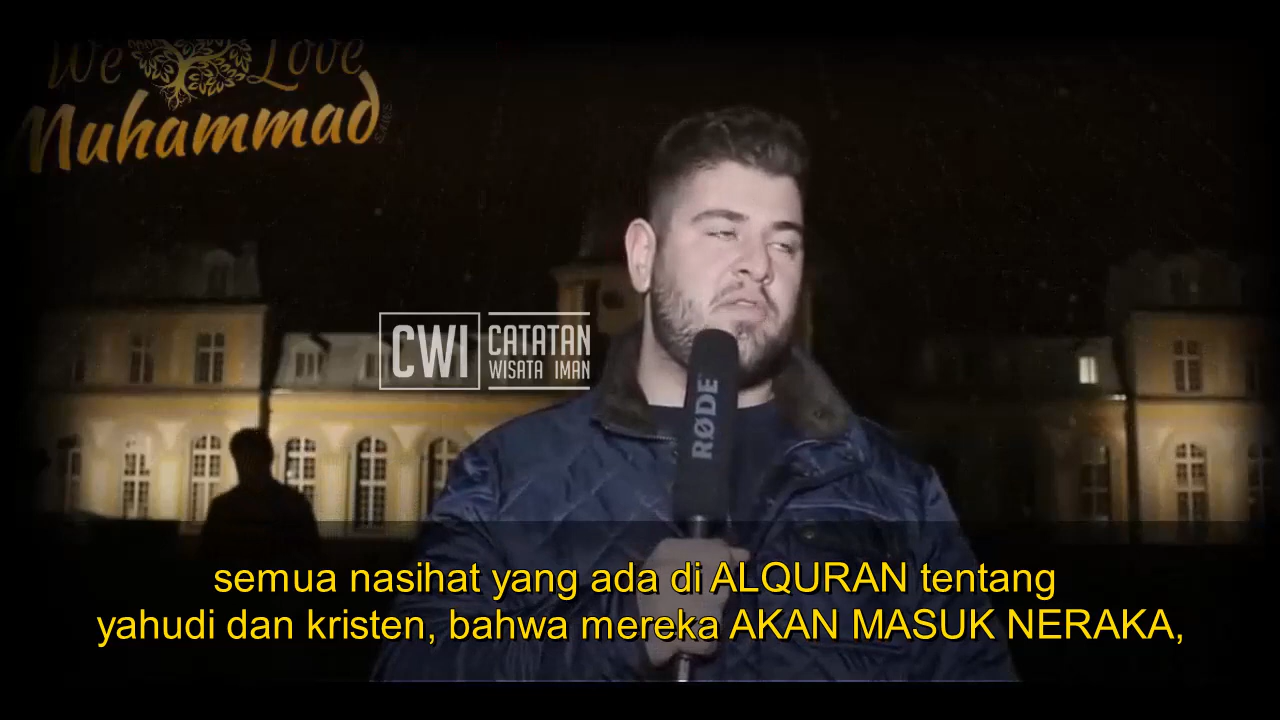 We Love
Muhammad
CWI
CATATAN
WISATA IMAN
RØDE
semua nasihat yang ada di ALQURAN tentang
yahudi dan kristen, bahwa mereka AKAN MASUK NERAKA,